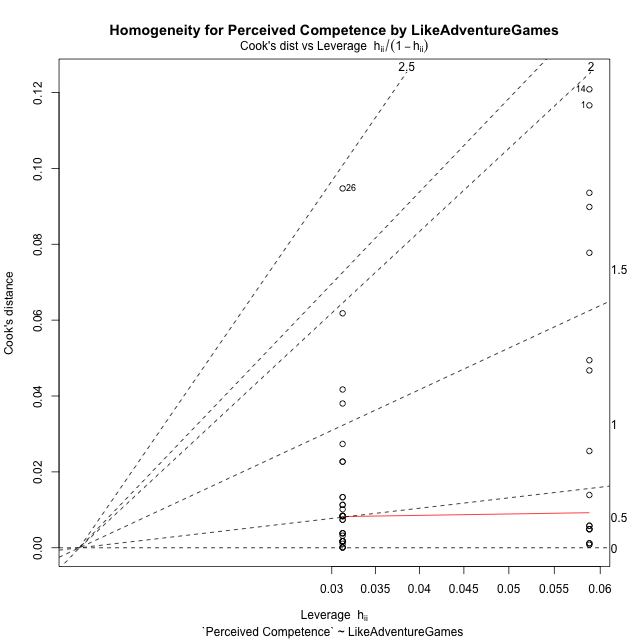 Homogeneity for Perceived Competence by LikeAdventureGames
Cook's dist vs Leverage hii/(1 − hii)
2.5
2
14
1
26
1.5
1
0.5
0
0.12
0.10
0.08
0.06
0.04
0.02
0.00
Cook's distance
0.03 0.035 0.04 0.045 0.05 0.055 0.06
Leverage hii
`Perceived Competence` ~ LikeAdventureGames